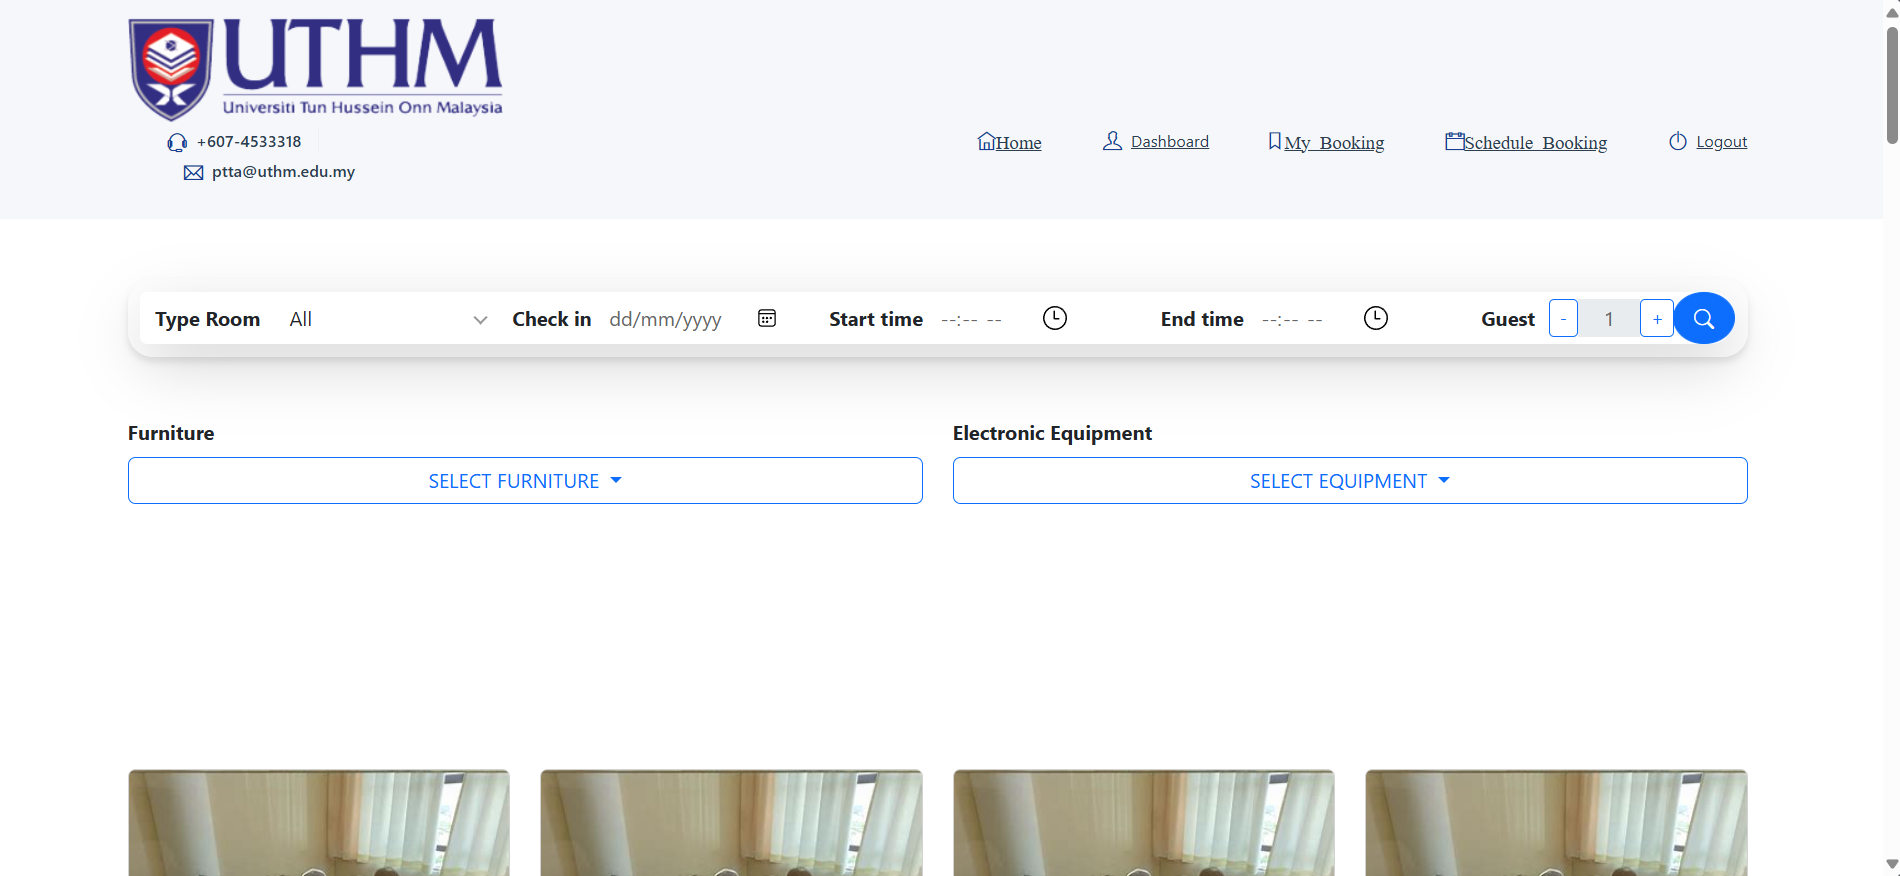 UTHM
Universiti Tun Hussein Onn Malaysia
+607-4533318
ptta@uthm.edu.my
Home Dashboard My Booking Schedule Booking Logout
Type Room All Check in dd/mm/yyyy Start time --:-- -- End time --:-- -- Guest - 1 +
Furniture Electronic Equipment
SELECT FURNITURE SELECT EQUIPMENT